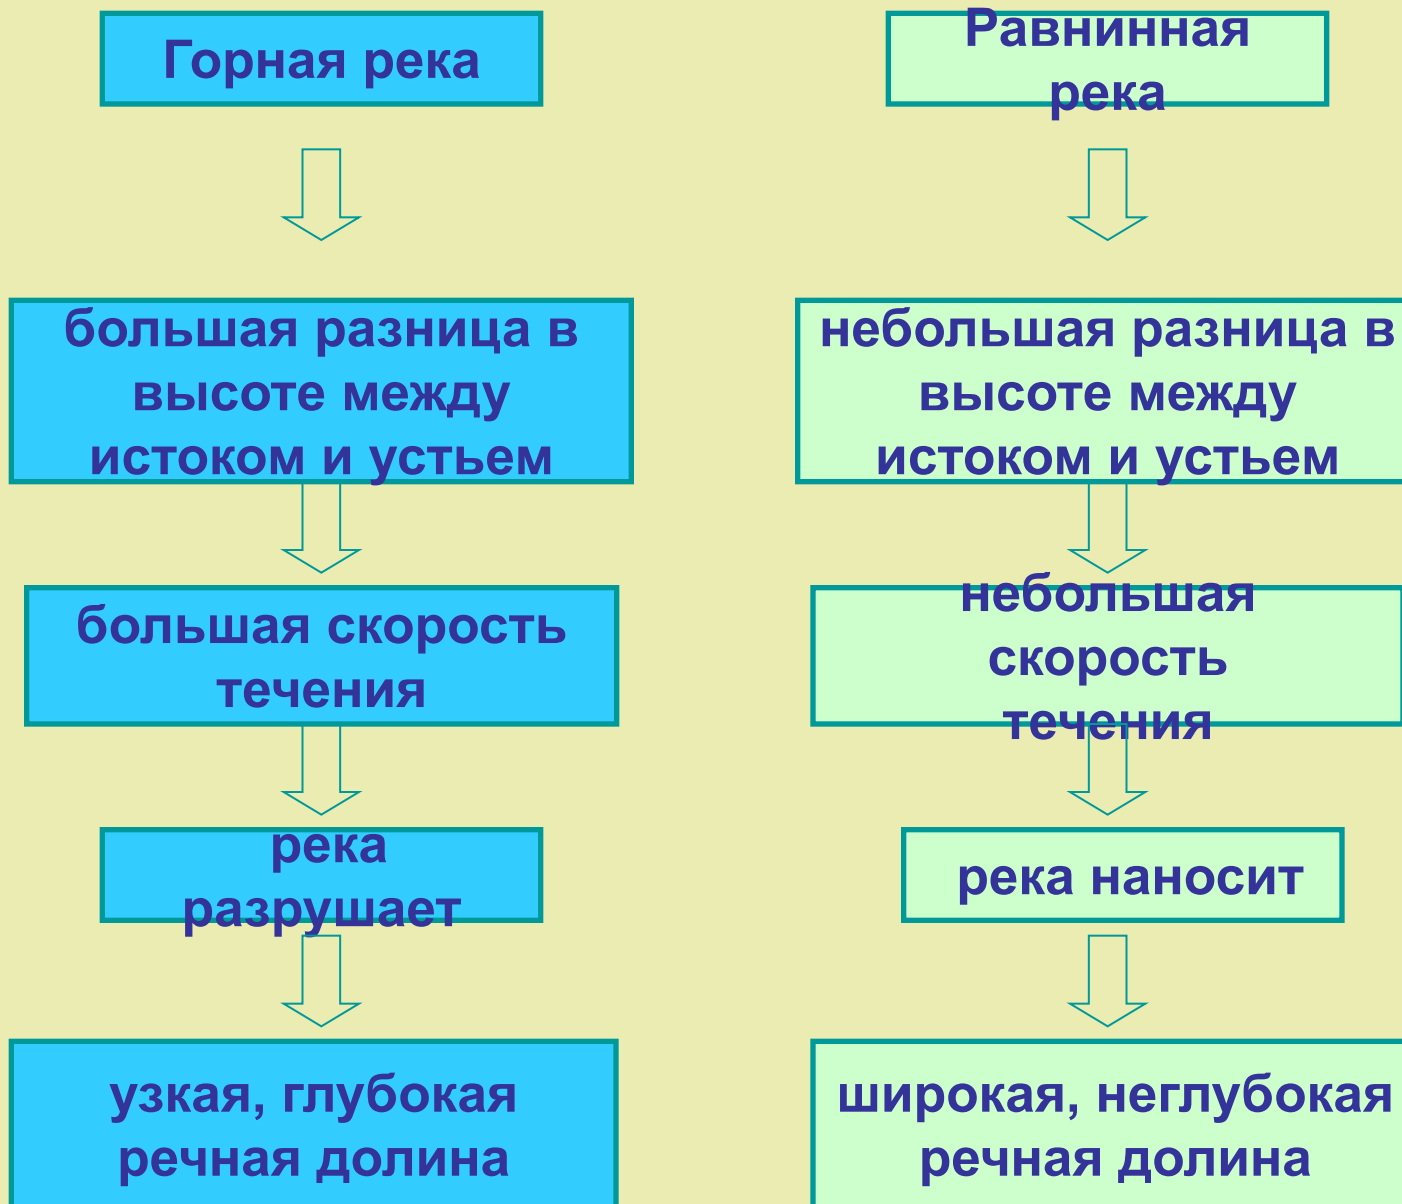 Горная река
большая разница в
высоте между
истоком и устьем
большая скорость
течения
река
разрушает
узкая, глубокая
речная долина
Равнинная
река
небольшая разница в
высоте между
истоком и устьем
небольшая
скорость
течения
река наносит
широкая, неглубокая
речная долина